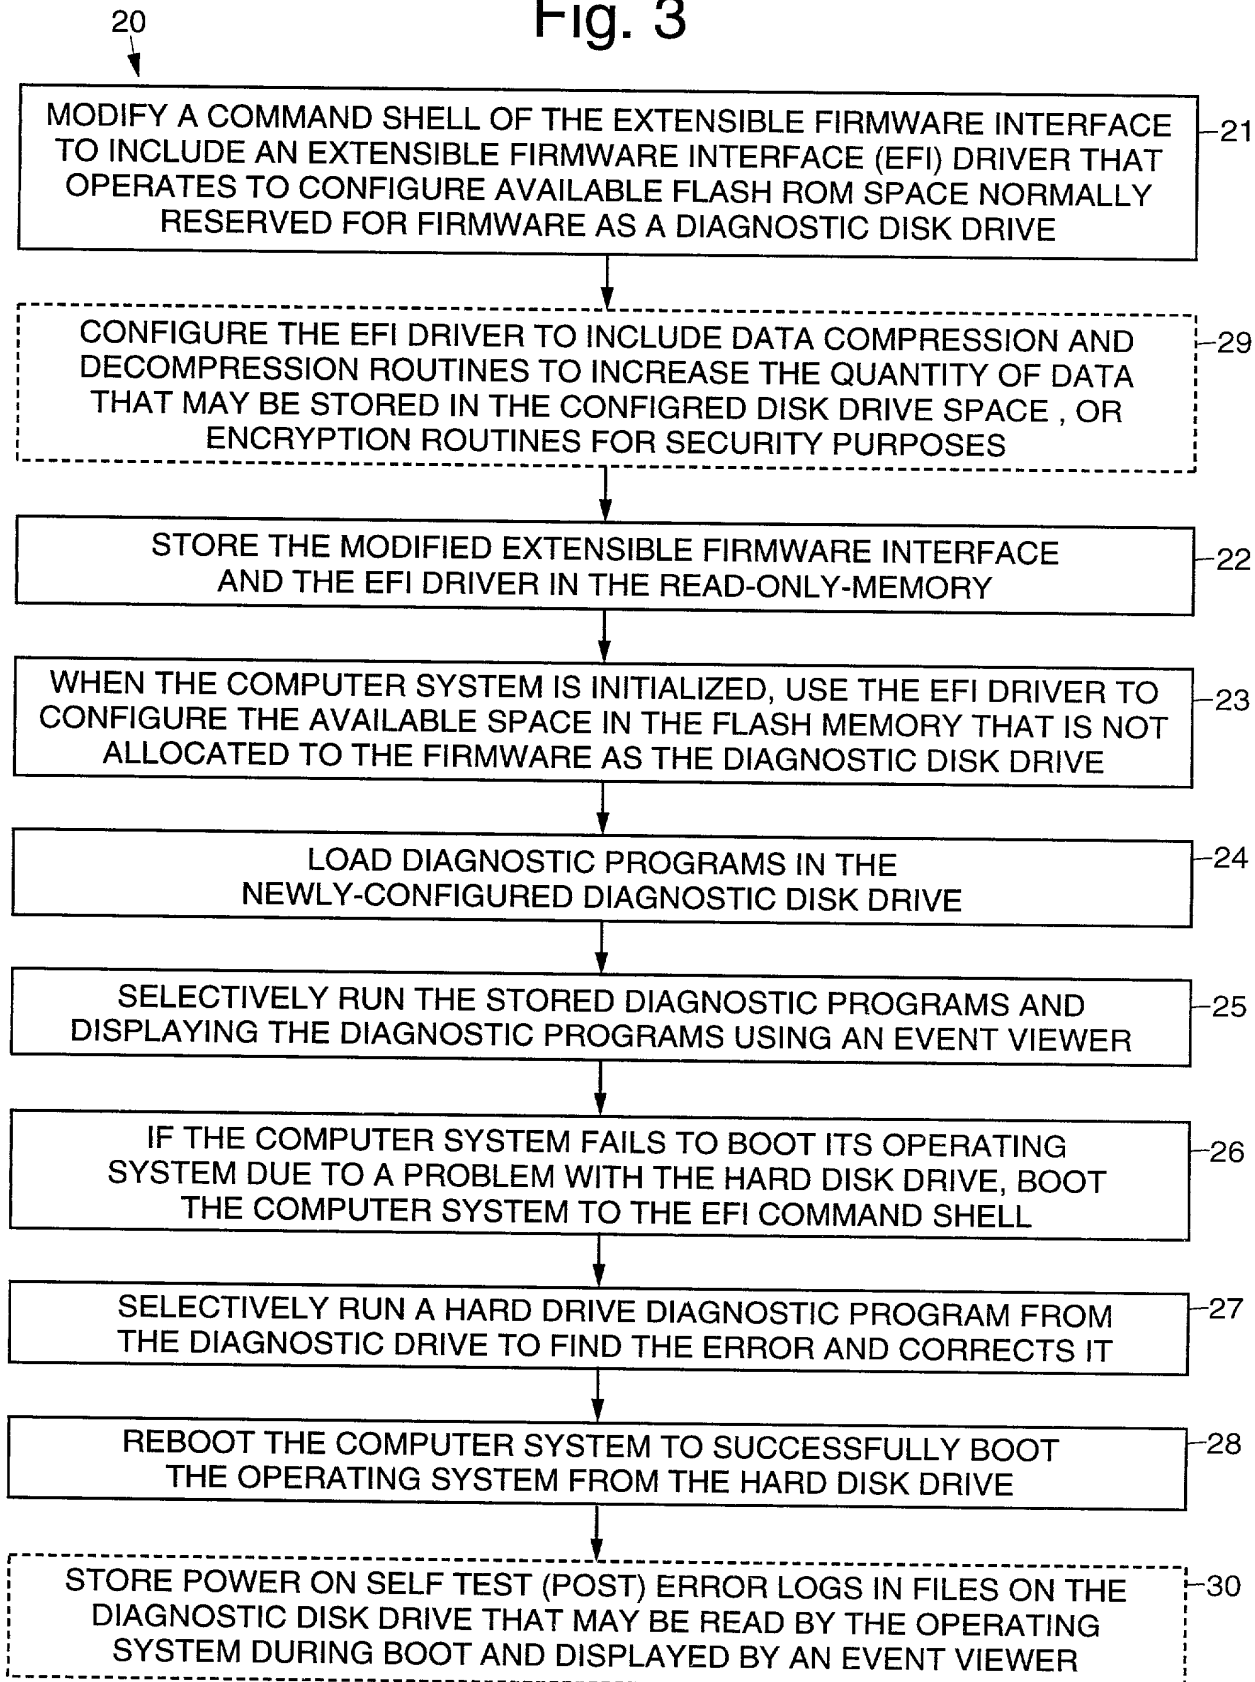 Fig. 3
20
MODIFY A COMMAND SHELL OF THE EXTENSIBLE FIRMWARE INTERFACE
TO INCLUDE AN EXTENSIBLE FIRMWARE INTERFACE (EFI) DRIVER THAT
OPERATES TO CONFIGURE AVAILABLE FLASH ROM SPACE NORMALLY
RESERVED FOR FIRMWARE AS A DIAGNOSTIC DISK DRIVE
21
CONFIGURE THE EFI DRIVER TO INCLUDE DATA COMPRESSION AND
DECOMPRESSION ROUTINES TO INCREASE THE QUANTITY OF DATA
THAT MAY BE STORED IN THE CONFIGRED DISK DRIVE SPACE , OR
ENCRYPTION ROUTINES FOR SECURITY PURPOSES
29
STORE THE MODIFIED EXTENSIBLE FIRMWARE INTERFACE
AND THE EFI DRIVER IN THE READ-ONLY-MEMORY
22
WHEN THE COMPUTER SYSTEM IS INITIALIZED, USE THE EFI DRIVER TO
CONFIGURE THE AVAILABLE SPACE IN THE FLASH MEMORY THAT IS NOT
ALLOCATED TO THE FIRMWARE AS THE DIAGNOSTIC DISK DRIVE
23
LOAD DIAGNOSTIC PROGRAMS IN THE
NEWLY-CONFIGURED DIAGNOSTIC DISK DRIVE
24
SELECTIVELY RUN THE STORED DIAGNOSTIC PROGRAMS AND
DISPLAYING THE DIAGNOSTIC PROGRAMS USING AN EVENT VIEWER
25
IF THE COMPUTER SYSTEM FAILS TO BOOT ITS OPERATING
SYSTEM DUE TO A PROBLEM WITH THE HARD DISK DRIVE, BOOT
THE COMPUTER SYSTEM TO THE EFI COMMAND SHELL
26
SELECTIVELY RUN A HARD DRIVE DIAGNOSTIC PROGRAM FROM
THE DIAGNOSTIC DRIVE TO FIND THE ERROR AND CORRECTS IT
27
REBOOT THE COMPUTER SYSTEM TO SUCCESSFULLY BOOT
THE OPERATING SYSTEM FROM THE HARD DISK DRIVE
28
STORE POWER ON SELF TEST (POST) ERROR LOGS IN FILES ON THE
DIAGNOSTIC DISK DRIVE THAT MAY BE READ BY THE OPERATING
SYSTEM DURING BOOT AND DISPLAYED BY AN EVENT VIEWER
30